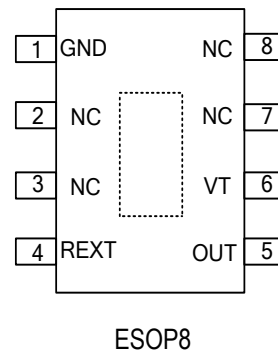 1 GND NC 8
2 NC NC 7
3 NC VT 6
4 REXT OUT 5
ESOP8